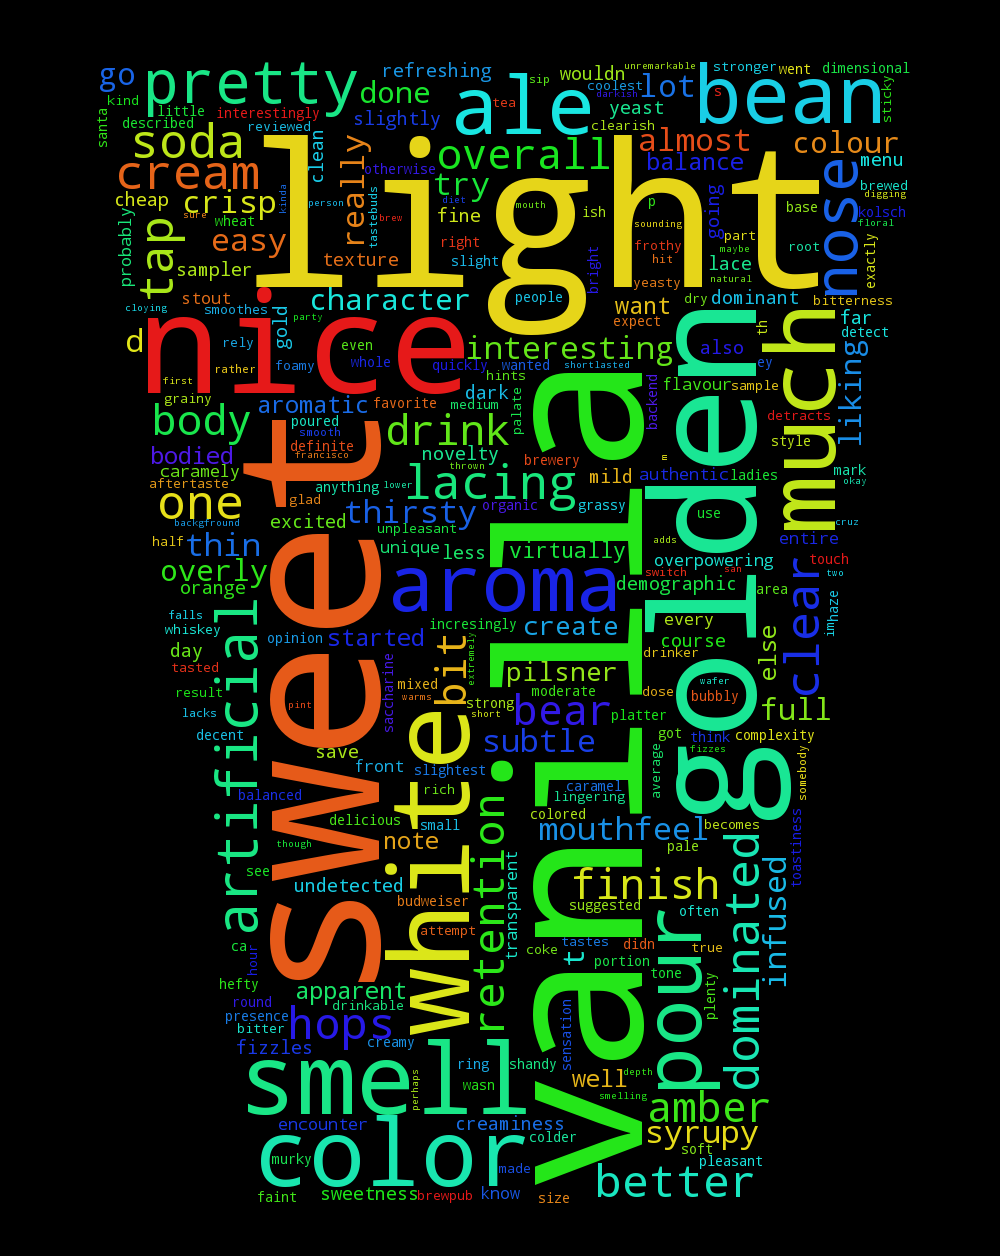 go
pretty
refreshing
unremarkable
stronger
went
dimensional
kind
little
interestingly
done
ale
sip
wouldn
coolest
darkish
lot
bean
s
sticky
santa
described
reviewed
slightly
tea
yeast
clearish
almost
colour
soda
clean
really
otherwise
overall
balance
menu
cream
light
nose
brewed
digging
cheap
crisp
kinda
person
tastebuds
diet
try
p
going
base
kolsch
sure
wheat
brew
fine
mouth
ish
sounding
part
floral
probably
tap
easy
right
frothy
maybe
root
exactly
sampler
texture
slight
bright
yeasty
hit
lace
natural
stout
character
people
want
dry
dominant
bitterness
cloying
smoothes
gold
party
expect
th
much
far
d
nice
rely
even
interesting
also
detect
rather
foamy
whole
quickly
wanted
shortlasted
ey
liking
first
hints
backend
flavour
sample
grainy
aromatic
favorite
dark
medium
palate
golden
detracts
body
poured
smooth
drink
vanilla
style
bodied
definite
francisco
novelty
brewery
caramely
sweet
thrown
mild
m
authentic
ladies
mark
okay
aftertaste
anything
lower
lacing
one
glad
organic
grassy
use
background
excited
thirsty
unpleasant
adds
cruz
half
thin
unique
less
virtually
overpowering
entire
touch
overly
aroma
switch
san
clear
two
orange
demographic
area
haze
falls
artificial
incresingly
create
every
im
whiskey
opinion
started
course
else
day
bit
extremely
drinker
tasted
saccharine
pilsner
wafer
result
mixed
warms
moderate
dose
bubbly
pint
strong
short
bear
platter
full
lacks
decent
white
subtle
got
think
complexity
save
fizzes
front
slightest
average
somebody
balanced
rich
caramel
lingering
delicious
small
colored
mouthfeel
becomes
though
note
retention
pale
toastiness
see
undetected
transparent
finish
dominated
infused
budweiser
suggested
often
ca
hour
attempt
coke
tastes
t
didn
true
portion
hefty
apparent
tone
pour
plenty
round
drinkable
presence
hops
bitter
sensation
fizzles
creamy
smell
ring
shandy
depth
perhaps
wasn
well
smelling
amber
encounter
creaminess
color
colder
syrupy
soft
murky
made
pleasant
faint
sweetness
brewpub
know
size
better